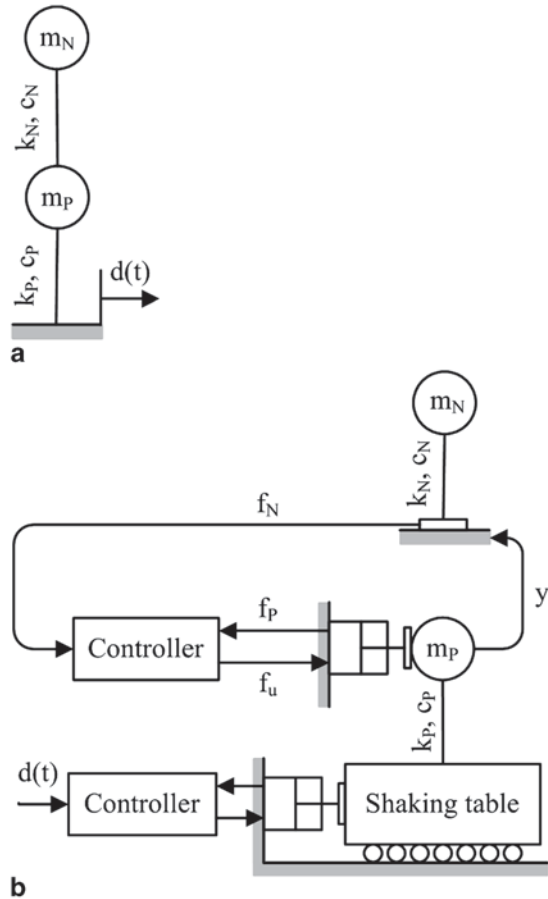 m_N
k_N, c_N
m_P
k_P, c_P
d(t)
a
m_N
k_N, c_N
f_N
y
Controller
f_P
f_u
m_P
k_P, c_P
d(t)
Controller
Shaking table
b